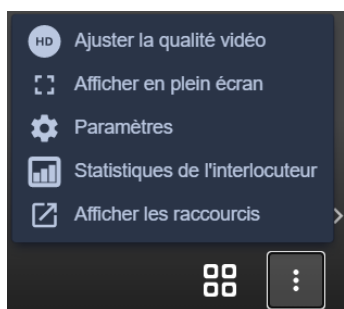 HD Ajuster la qualité vidéo
Afficher en plein écran
Paramètres
Statistiques de l'interlocuteur
Afficher les raccourcis